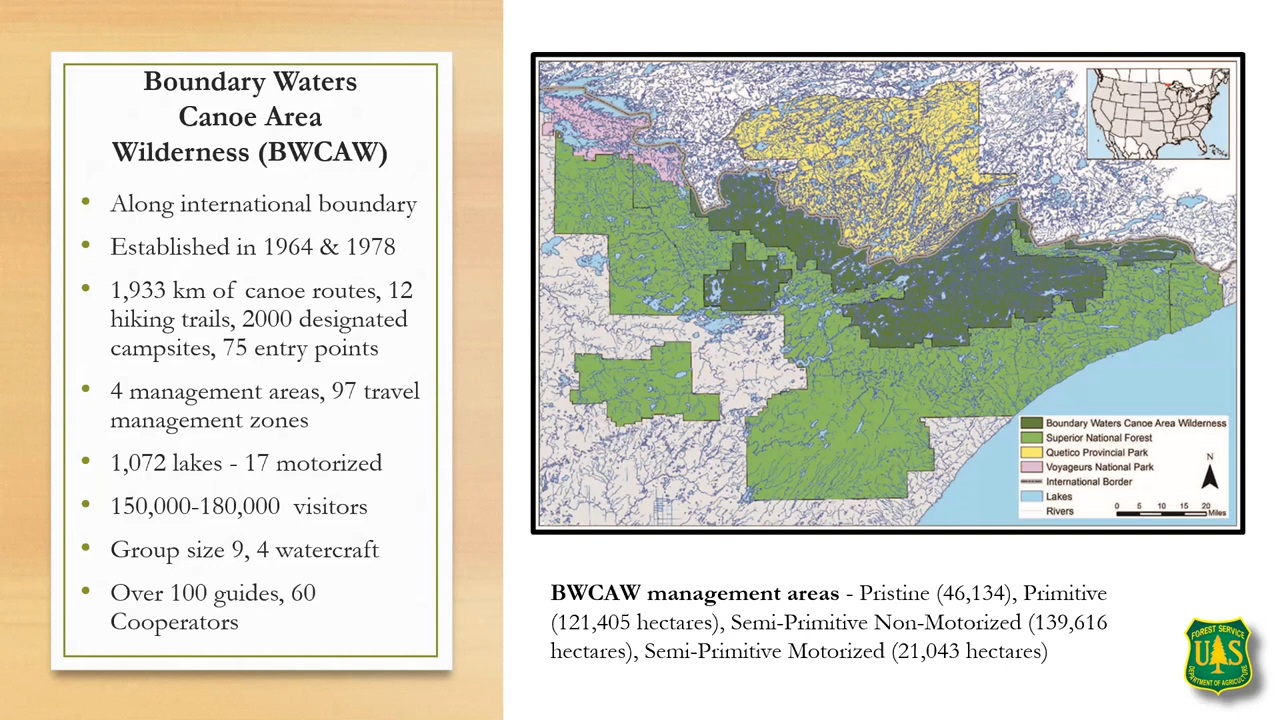 Boundary Waters
Canoe Area
Wilderness (BWCAW)
• Along international boundary
• Established in 1964 & 1978
• 1,933 km of canoe routes, 12
hiking trails, 2000 designated
campsites, 75 entry points
• 4 management areas, 97 travel
management zones
• 1,072 lakes - 17 motorized
• 150,000-180,000 visitors
• Group size 9, 4 watercraft
• Over 100 guides, 60
Cooperators
Boundary Waters Canoe Area Wilderness
Superior National Forest
Quetico Provincial Park
Voyageurs National Park
International Border
Lakes
Rivers
N
0 5 10 15 20
Miles
BWCAW management areas - Pristine (46,134), Primitive
(121,405 hectares), Semi-Primitive Non-Motorized (139,616
hectares), Semi-Primitive Motorized (21,043 hectares)
FOREST SERVICE
U S
DEPARTMENT OF AGRICULTURE